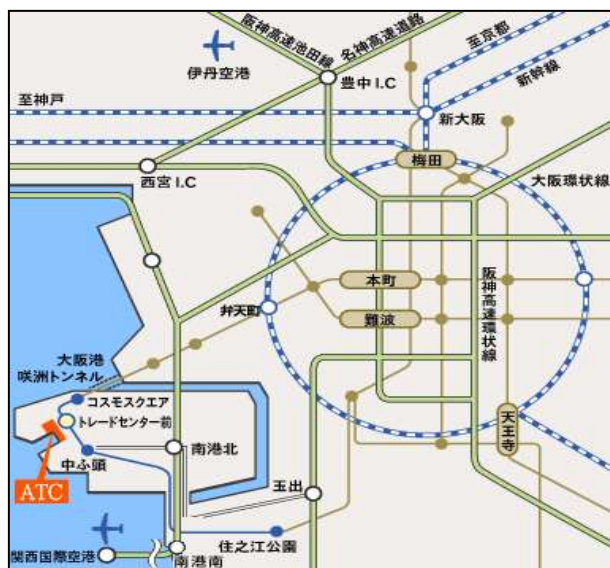 阪神高速池田線
名神高速道路
至京都
伊丹空港
豊中I.C
新幹線
至神戸
新大阪
梅田
西宮I.C
大阪環状線
本町
阪神高速環状線
弁天町
難波
大阪港
咲洲トンネル
コスモスクエア
トレードセンター前
天王寺
南港北
中ふ頭
ATC
玉出
住之江公園
関西国際空港
南港南